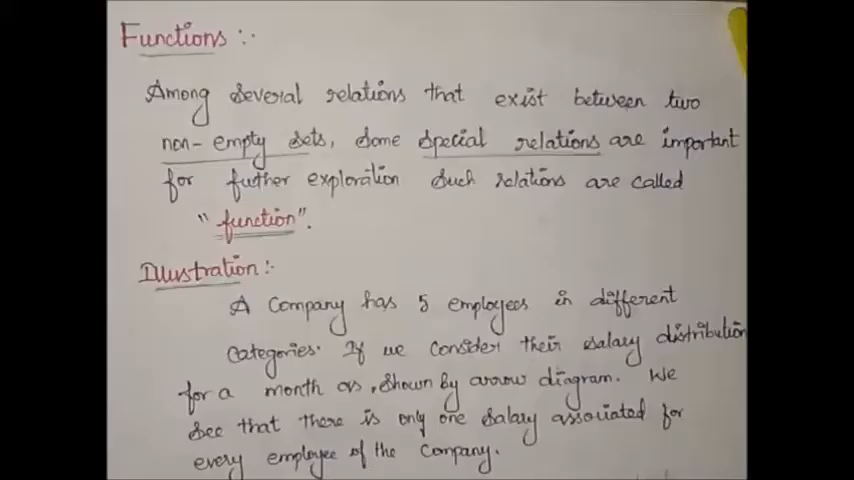 Functions :-
Among several relations that exist between two
non-empty sets, some special relations are important
for further exploration such relations are called
"function".
Illustration :-
A Company has 5 employees in different
categories. If we consider their salary distribution
for a month as, shown by arrow diagram. We
see that there is only one salary associated for
every employee of the company.